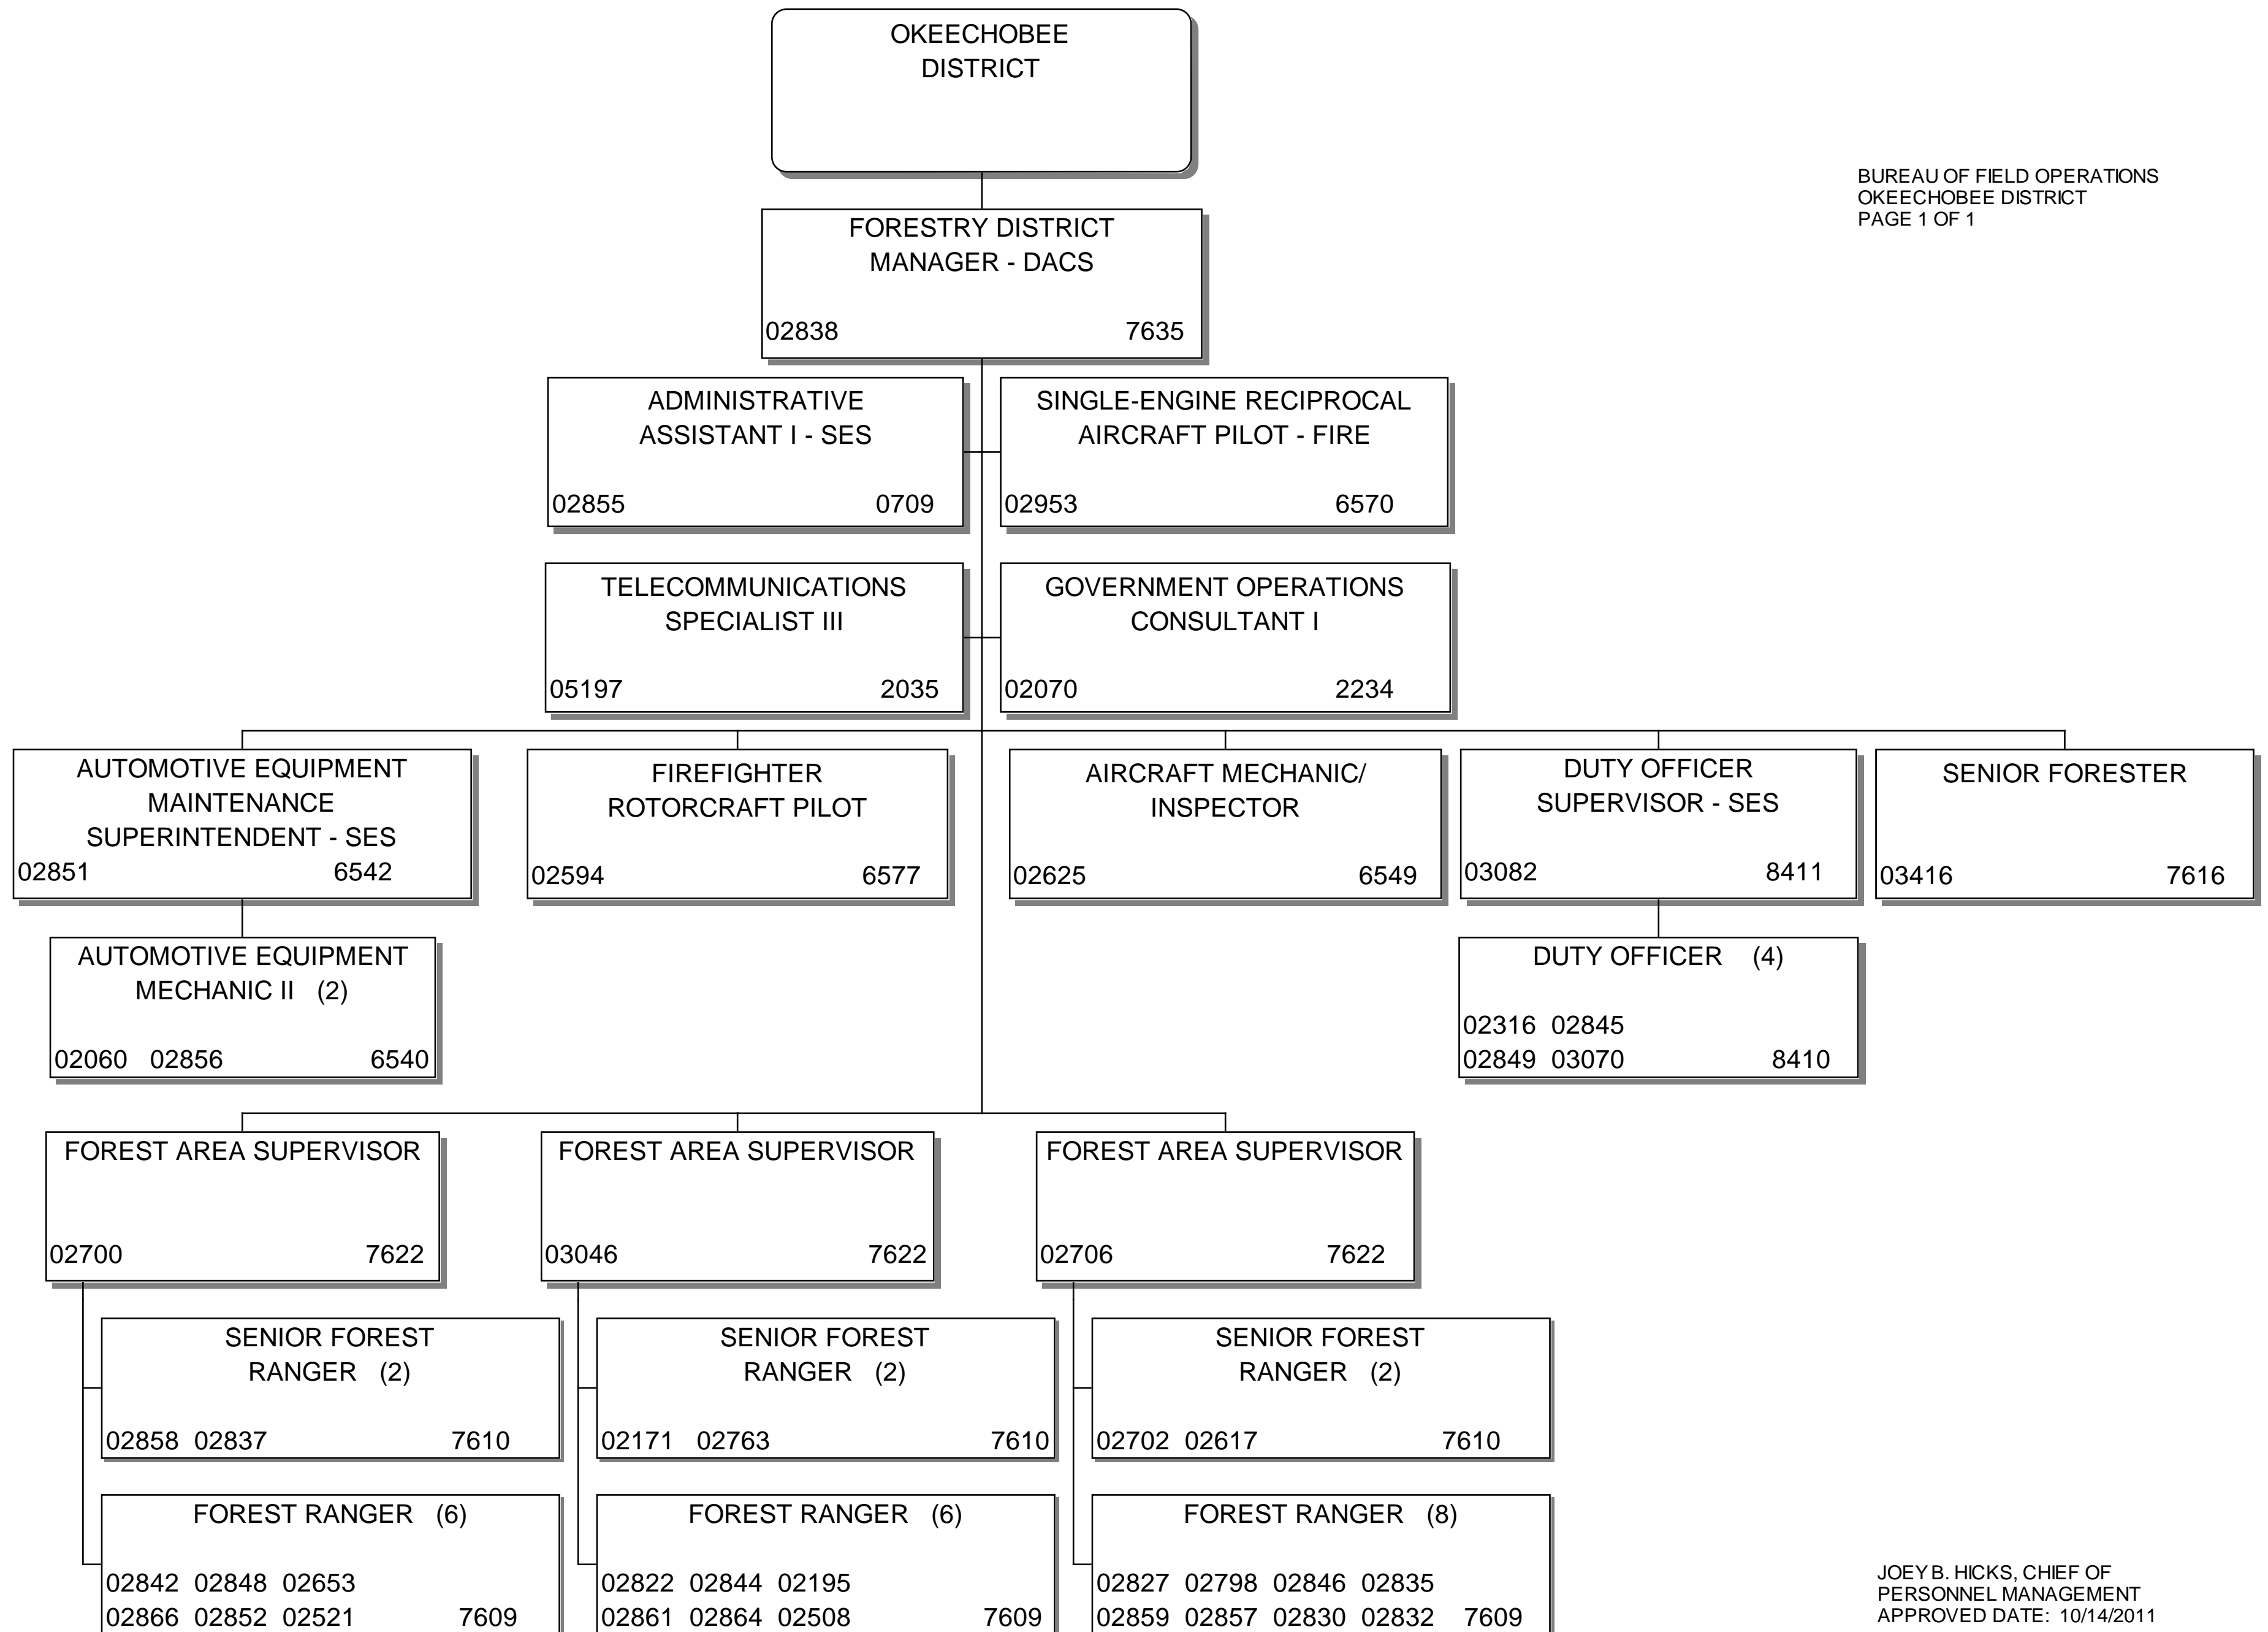 OKEECHOBEE
DISTRICT
BUREAU OF FIELD OPERATIONS
OKEECHOBEE DISTRICT
PAGE 1 OF 1
FORESTRY DISTRICT
MANAGER - DACS
02838 7635
ADMINISTRATIVE
ASSISTANT I - SES
02855 0709
SINGLE-ENGINE RECIPROCAL
AIRCRAFT PILOT - FIRE
02953 6570
TELECOMMUNICATIONS
SPECIALIST III
05197 2035
GOVERNMENT OPERATIONS
CONSULTANT I
02070 2234
AUTOMOTIVE EQUIPMENT
MAINTENANCE
SUPERINTENDENT - SES
02851 6542
FIREFIGHTER
ROTORCRAFT PILOT
02594 6577
AIRCRAFT MECHANIC/
INSPECTOR
02625 6549
DUTY OFFICER
SUPERVISOR - SES
03082 8411
SENIOR FORESTER
03416 7616
AUTOMOTIVE EQUIPMENT
MECHANIC II (2)
02060 02856 6540
DUTY OFFICER (4)
02316 02845
02849 03070 8410
FOREST AREA SUPERVISOR
02700 7622
FOREST AREA SUPERVISOR
03046 7622
FOREST AREA SUPERVISOR
02706 7622
SENIOR FOREST
RANGER (2)
02858 02837 7610
SENIOR FOREST
RANGER (2)
02171 02763 7610
SENIOR FOREST
RANGER (2)
02702 02617 7610
FOREST RANGER (6)
02842 02848 02653
02866 02852 02521 7609
FOREST RANGER (6)
02822 02844 02195
02861 02864 02508 7609
FOREST RANGER (8)
02827 02798 02846 02835
02859 02857 02830 02832 7609
JOEY B. HICKS, CHIEF OF
PERSONNEL MANAGEMENT
APPROVED DATE: 10/14/2011